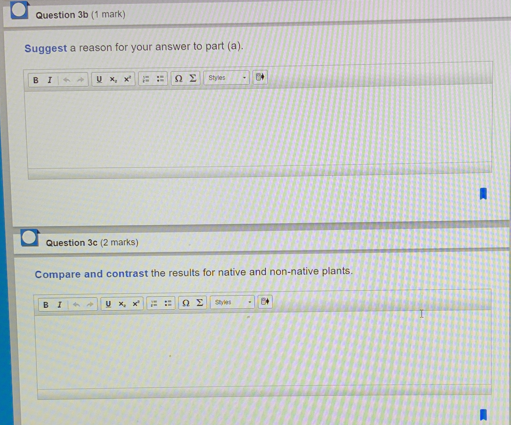 Question 3b (1 mark)
Suggest a reason for your answer to part (a).
B I U x₂ x² Ω Σ Styles
Question 3c (2 marks)
Compare and contrast the results for native and non-native plants.
B I U x₂ x² Ω Σ Styles